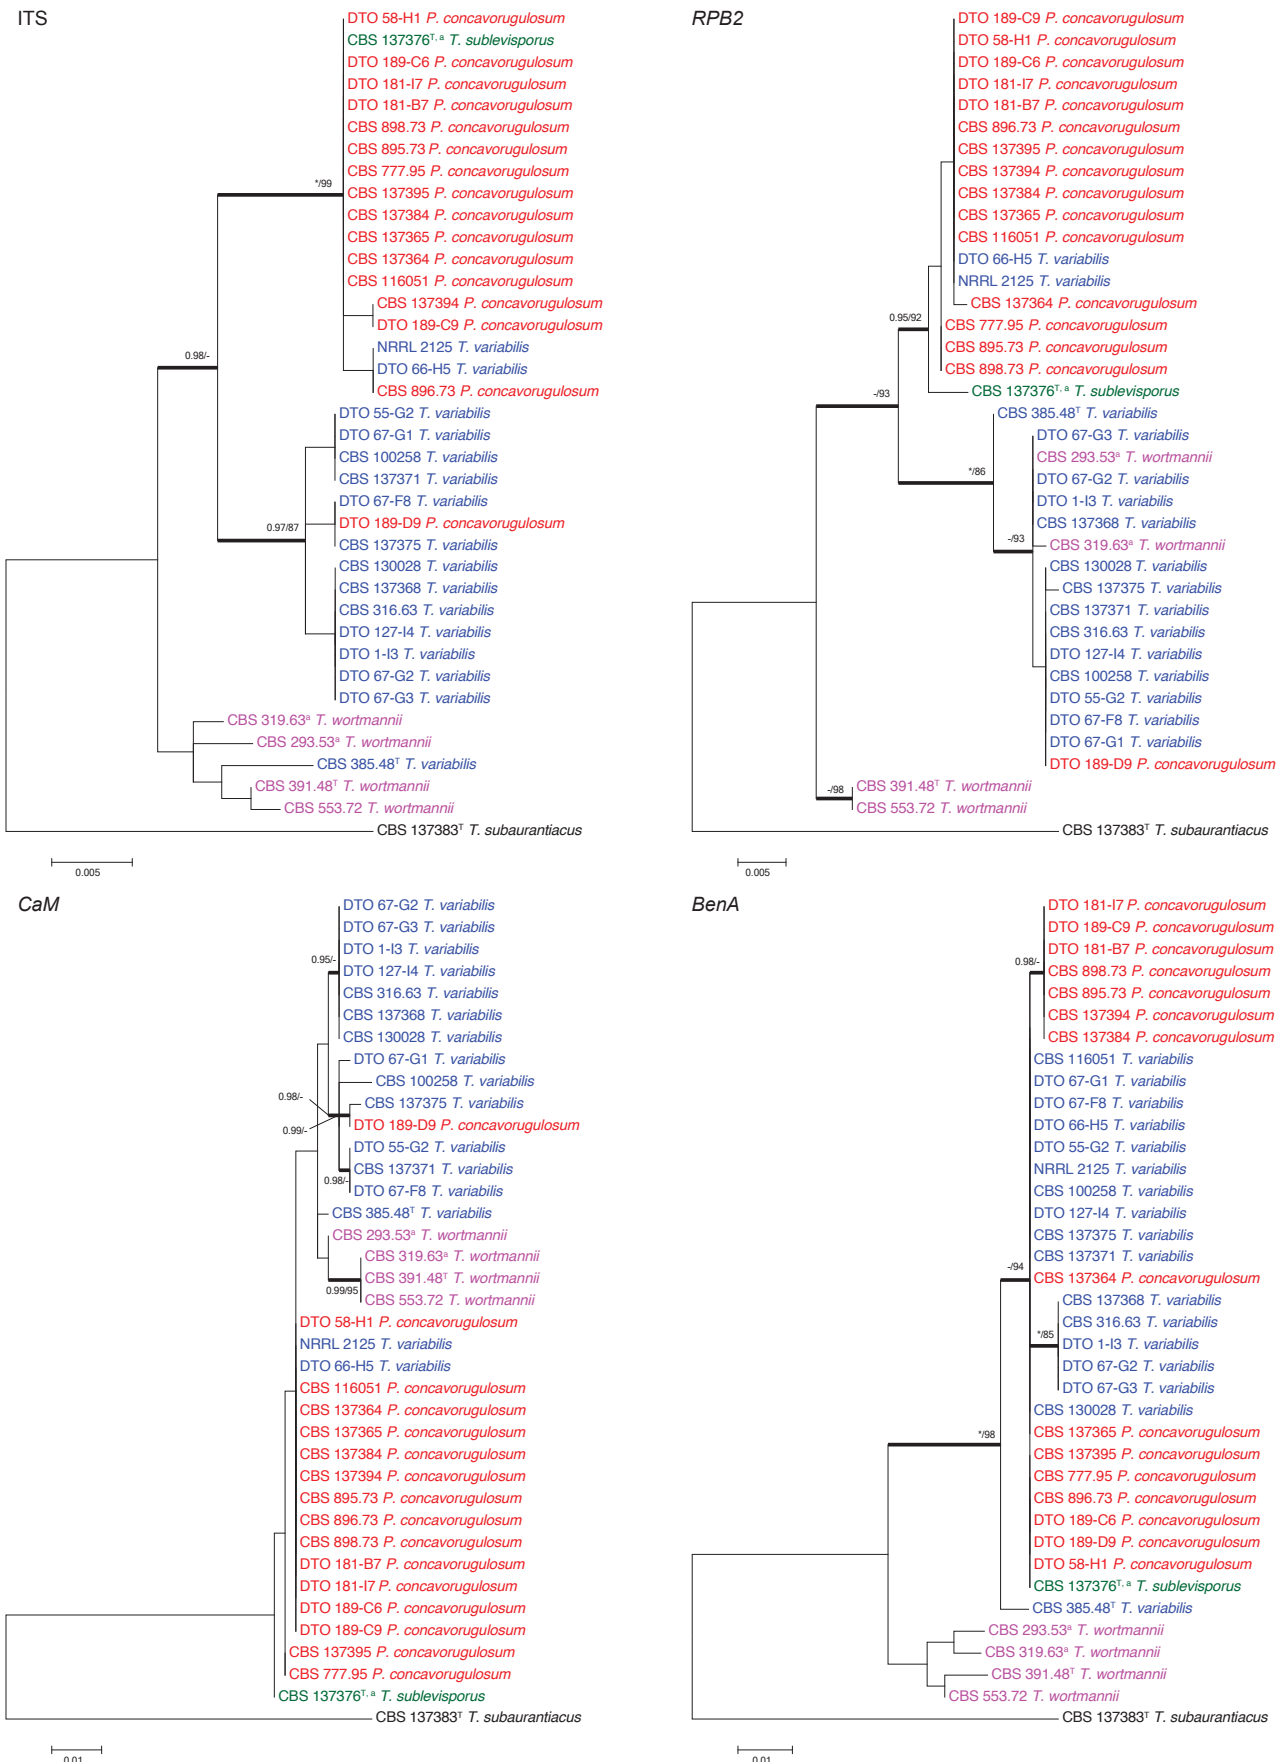 ITS
DTO 58-H1 P. concavorugulosum
CBS 137376T, a T. sublevisporus
DTO 189-C6 P. concavorugulosum
DTO 181-I7 P. concavorugulosum
DTO 181-B7 P. concavorugulosum
CBS 898.73 P. concavorugulosum
CBS 895.73 P. concavorugulosum
CBS 777.95 P. concavorugulosum
*/99
CBS 137395 P. concavorugulosum
CBS 137384 P. concavorugulosum
CBS 137365 P. concavorugulosum
CBS 137364 P. concavorugulosum
CBS 116051 P. concavorugulosum
CBS 137394 P. concavorugulosum
DTO 189-C9 P. concavorugulosum
NRRL 2125 T. variabilis
0.98/-
DTO 66-H5 T. variabilis
CBS 896.73 P. concavorugulosum
DTO 55-G2 T. variabilis
DTO 67-G1 T. variabilis
CBS 100258 T. variabilis
CBS 137371 T. variabilis
DTO 67-F8 T. variabilis
0.97/87
DTO 189-D9 P. concavorugulosum
CBS 137375 T. variabilis
CBS 130028 T. variabilis
CBS 137368 T. variabilis
CBS 316.63 T. variabilis
DTO 127-I4 T. variabilis
DTO 1-I3 T. variabilis
DTO 67-G2 T. variabilis
DTO 67-G3 T. variabilis
CBS 319.63a T. wortmannii
CBS 293.53a T. wortmannii
CBS 385.48T T. variabilis
CBS 391.48T T. wortmannii
CBS 553.72 T. wortmannii
CBS 137383T T. subaurantiacus
0.005
RPB2
DTO 189-C9 P. concavorugulosum
DTO 58-H1 P. concavorugulosum
DTO 189-C6 P. concavorugulosum
DTO 181-I7 P. concavorugulosum
DTO 181-B7 P. concavorugulosum
CBS 896.73 P. concavorugulosum
CBS 137395 P. concavorugulosum
CBS 137394 P. concavorugulosum
CBS 137384 P. concavorugulosum
CBS 137365 P. concavorugulosum
CBS 116051 P. concavorugulosum
DTO 66-H5 T. variabilis
NRRL 2125 T. variabilis
CBS 137364 P. concavorugulosum
0.95/92
CBS 777.95 P. concavorugulosum
CBS 895.73 P. concavorugulosum
CBS 898.73 P. concavorugulosum
CBS 137376T, a T. sublevisporus
-/93
CBS 385.48T T. variabilis
DTO 67-G3 T. variabilis
CBS 293.53a T. wortmannii
*/86
DTO 67-G2 T. variabilis
DTO 1-I3 T. variabilis
CBS 137368 T. variabilis
-/93
CBS 319.63a T. wortmannii
CBS 130028 T. variabilis
CBS 137375 T. variabilis
CBS 137371 T. variabilis
CBS 316.63 T. variabilis
DTO 127-I4 T. variabilis
CBS 100258 T. variabilis
DTO 55-G2 T. variabilis
DTO 67-F8 T. variabilis
DTO 67-G1 T. variabilis
DTO 189-D9 P. concavorugulosum
-/98
CBS 391.48T T. wortmannii
CBS 553.72 T. wortmannii
CBS 137383T T. subaurantiacus
0.005
CaM
DTO 67-G2 T. variabilis
DTO 67-G3 T. variabilis
DTO 1-I3 T. variabilis
0.95/-
DTO 127-I4 T. variabilis
CBS 316.63 T. variabilis
CBS 137368 T. variabilis
CBS 130028 T. variabilis
DTO 67-G1 T. variabilis
CBS 100258 T. variabilis
0.98/-
CBS 137375 T. variabilis
0.99/-
DTO 189-D9 P. concavorugulosum
DTO 55-G2 T. variabilis
CBS 137371 T. variabilis
0.98/-
DTO 67-F8 T. variabilis
CBS 385.48T T. variabilis
CBS 293.53a T. wortmannii
CBS 319.63a T. wortmannii
CBS 391.48T T. wortmannii
0.99/95
CBS 553.72 T. wortmannii
DTO 58-H1 P. concavorugulosum
NRRL 2125 T. variabilis
DTO 66-H5 T. variabilis
CBS 116051 P. concavorugulosum
CBS 137364 P. concavorugulosum
CBS 137365 P. concavorugulosum
CBS 137384 P. concavorugulosum
CBS 137394 P. concavorugulosum
CBS 895.73 P. concavorugulosum
CBS 896.73 P. concavorugulosum
CBS 898.73 P. concavorugulosum
DTO 181-B7 P. concavorugulosum
DTO 181-I7 P. concavorugulosum
DTO 189-C6 P. concavorugulosum
DTO 189-C9 P. concavorugulosum
CBS 137395 P. concavorugulosum
CBS 777.95 P. concavorugulosum
CBS 137376T, a T. sublevisporus
CBS 137383T T. subaurantiacus
0.01
BenA
DTO 181-I7 P. concavorugulosum
DTO 189-C9 P. concavorugulosum
DTO 181-B7 P. concavorugulosum
0.98/-
CBS 898.73 P. concavorugulosum
CBS 895.73 P. concavorugulosum
CBS 137394 P. concavorugulosum
CBS 137384 P. concavorugulosum
CBS 116051 T. variabilis
DTO 67-G1 T. variabilis
DTO 67-F8 T. variabilis
DTO 66-H5 T. variabilis
DTO 55-G2 T. variabilis
NRRL 2125 T. variabilis
CBS 100258 T. variabilis
DTO 127-I4 T. variabilis
CBS 137375 T. variabilis
CBS 137371 T. variabilis
-/94
CBS 137364 P. concavorugulosum
CBS 137368 T. variabilis
CBS 316.63 T. variabilis
*/85
DTO 1-I3 T. variabilis
DTO 67-G2 T. variabilis
DTO 67-G3 T. variabilis
CBS 130028 T. variabilis
*/98
CBS 137365 P. concavorugulosum
CBS 137395 P. concavorugulosum
CBS 777.95 P. concavorugulosum
CBS 896.73 P. concavorugulosum
DTO 189-C6 P. concavorugulosum
DTO 189-D9 P. concavorugulosum
DTO 58-H1 P. concavorugulosum
CBS 137376T, a T. sublevisporus
CBS 385.48T T. variabilis
CBS 293.53a T. wortmannii
CBS 319.63a T. wortmannii
CBS 391.48T T. wortmannii
CBS 553.72 T. wortmannii
CBS 137383T T. subaurantiacus
0.01